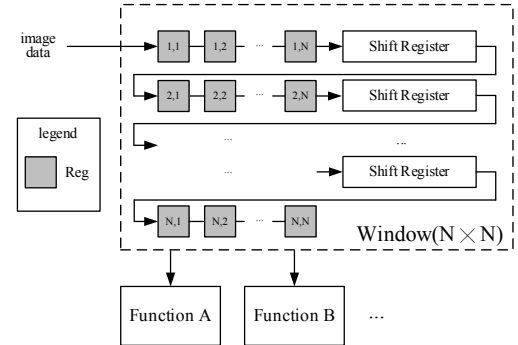 image data
1,1 1,2 ... 1,N Shift Register
2,1 2,2 ... 2,N Shift Register
... ...
... Shift Register
N,1 N,2 ... N,N
Window(N×N)
legend
Reg
Function A Function B ...